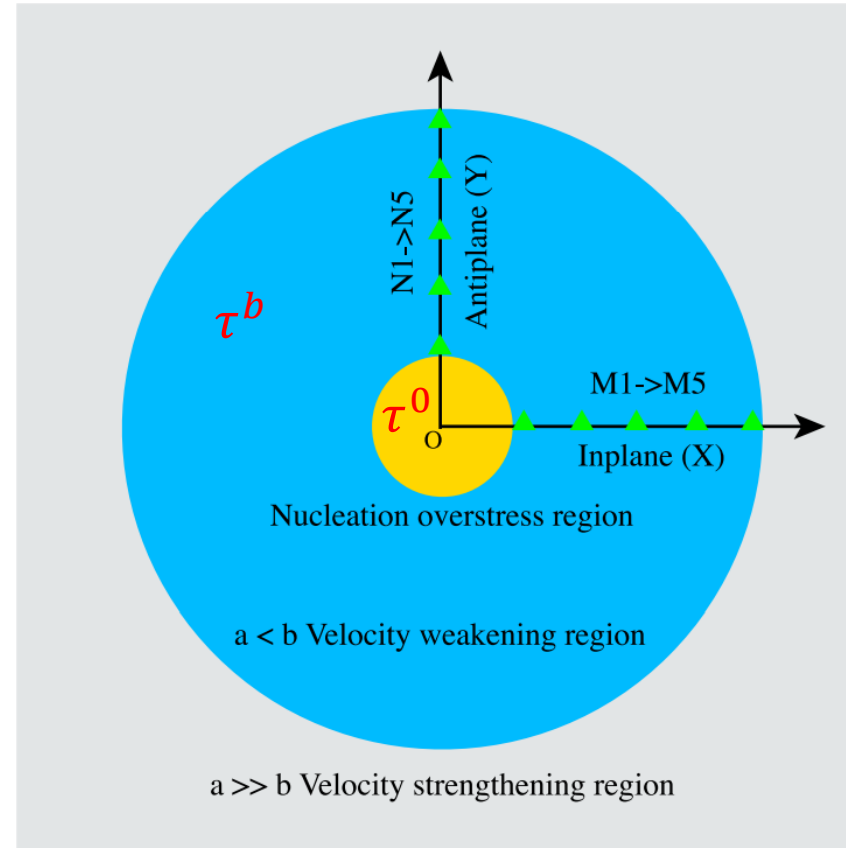 N1->N5
Antiplane (Y)
τ^b
M1->M5
τ^0
O
Inplane (X)
Nucleation overstress region
a < b Velocity weakening region
a >> b Velocity strengthening region